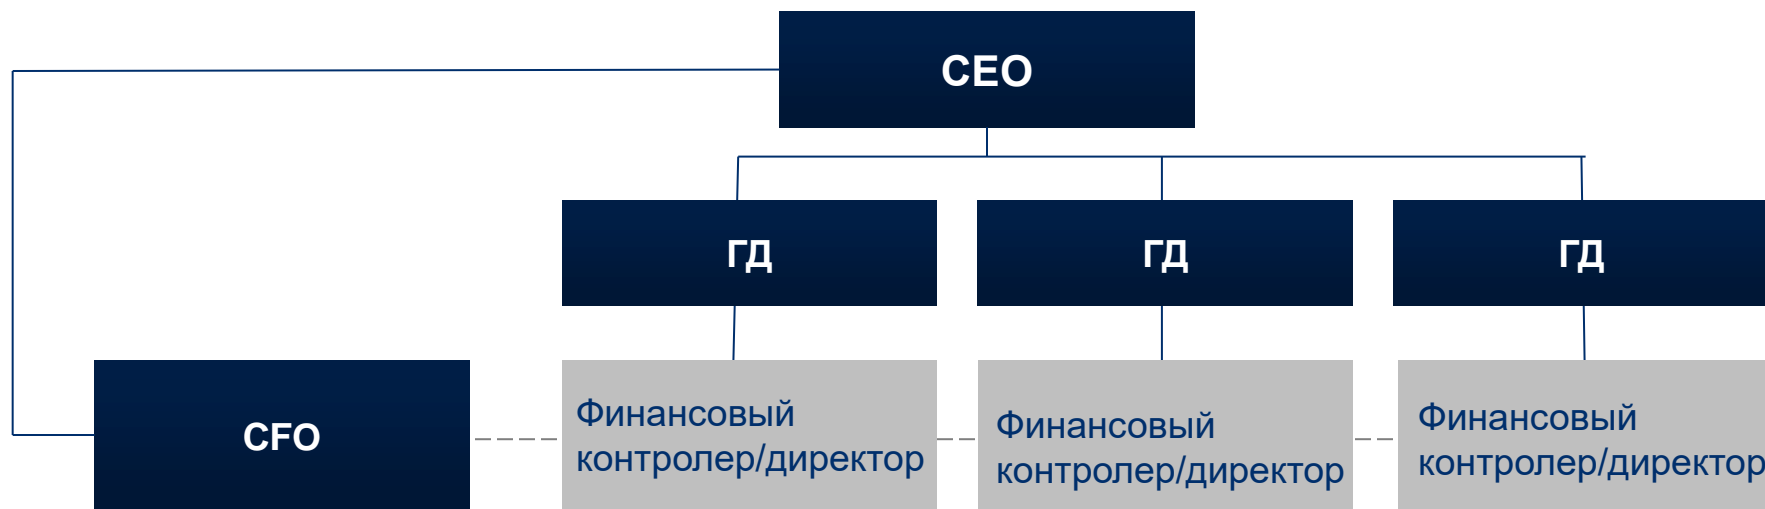 CEO
ГД
ГД
ГД
CFO
Финансовый
контролер/директор
Финансовый
контролер/директор
Финансовый
контролер/директор